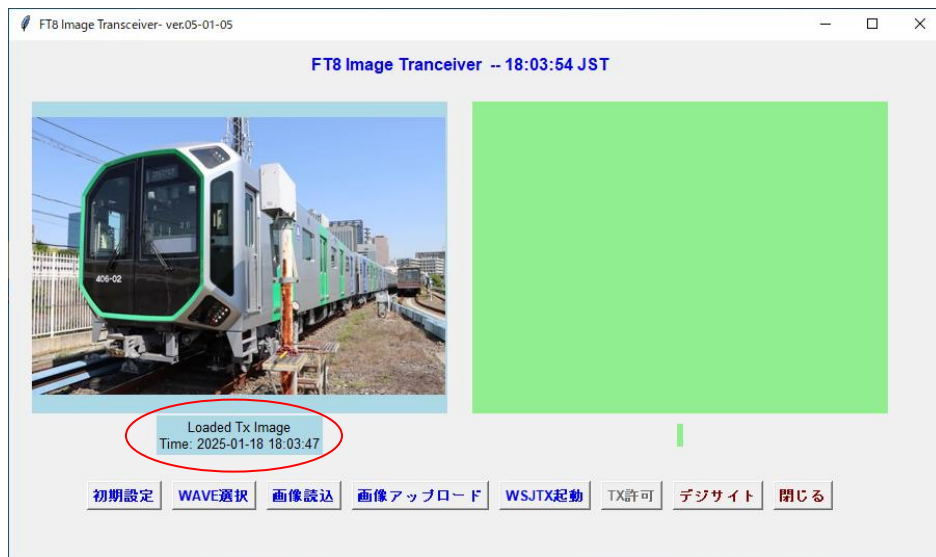 FT8 Image Transceiver- ver.05-01-05
FT8 Image Tranceiver -- 18:03:54 JST
406-02
Loaded Tx Image
Time: 2025-01-18 18:03:47
初期設定 WAVE選択 画像読込 画像アップロード WSJTX起動 TX許可 デジサイト 閉じる